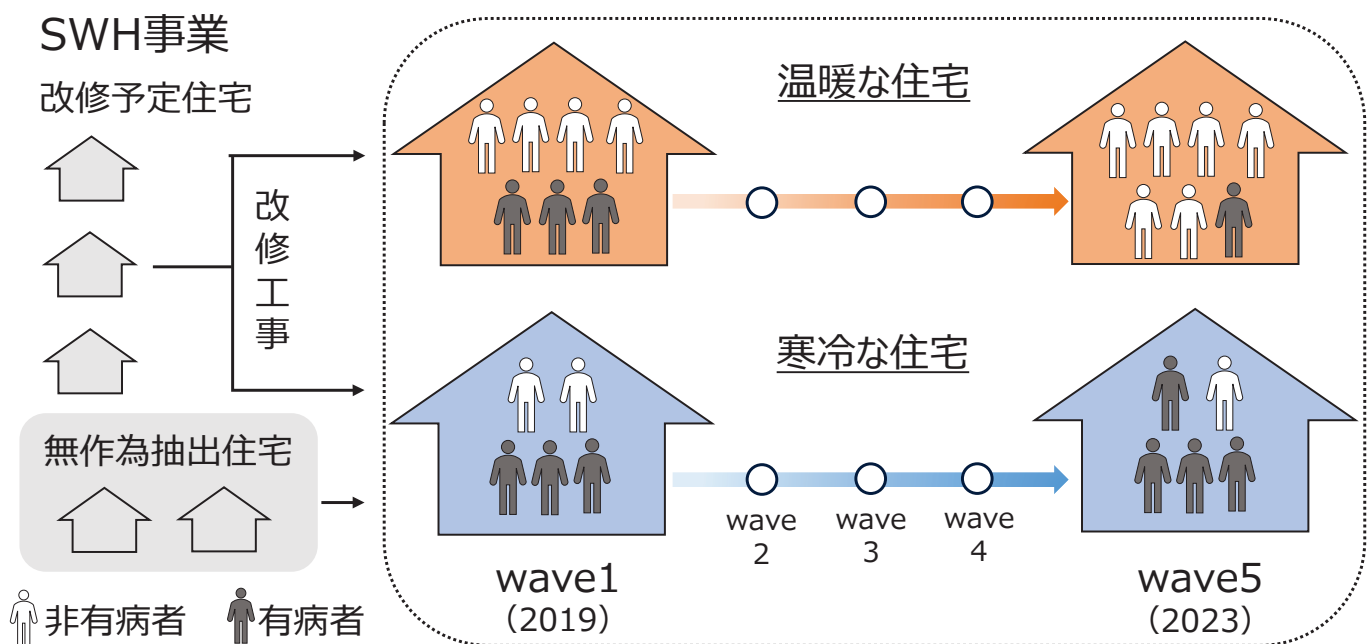 SWH事業
改修予定住宅
改修工事
無作為抽出住宅
非有病者
有病者
温暖な住宅
寒冷な住宅
wave
2
wave
3
wave
4
wave1
（2019）
wave5
（2023）